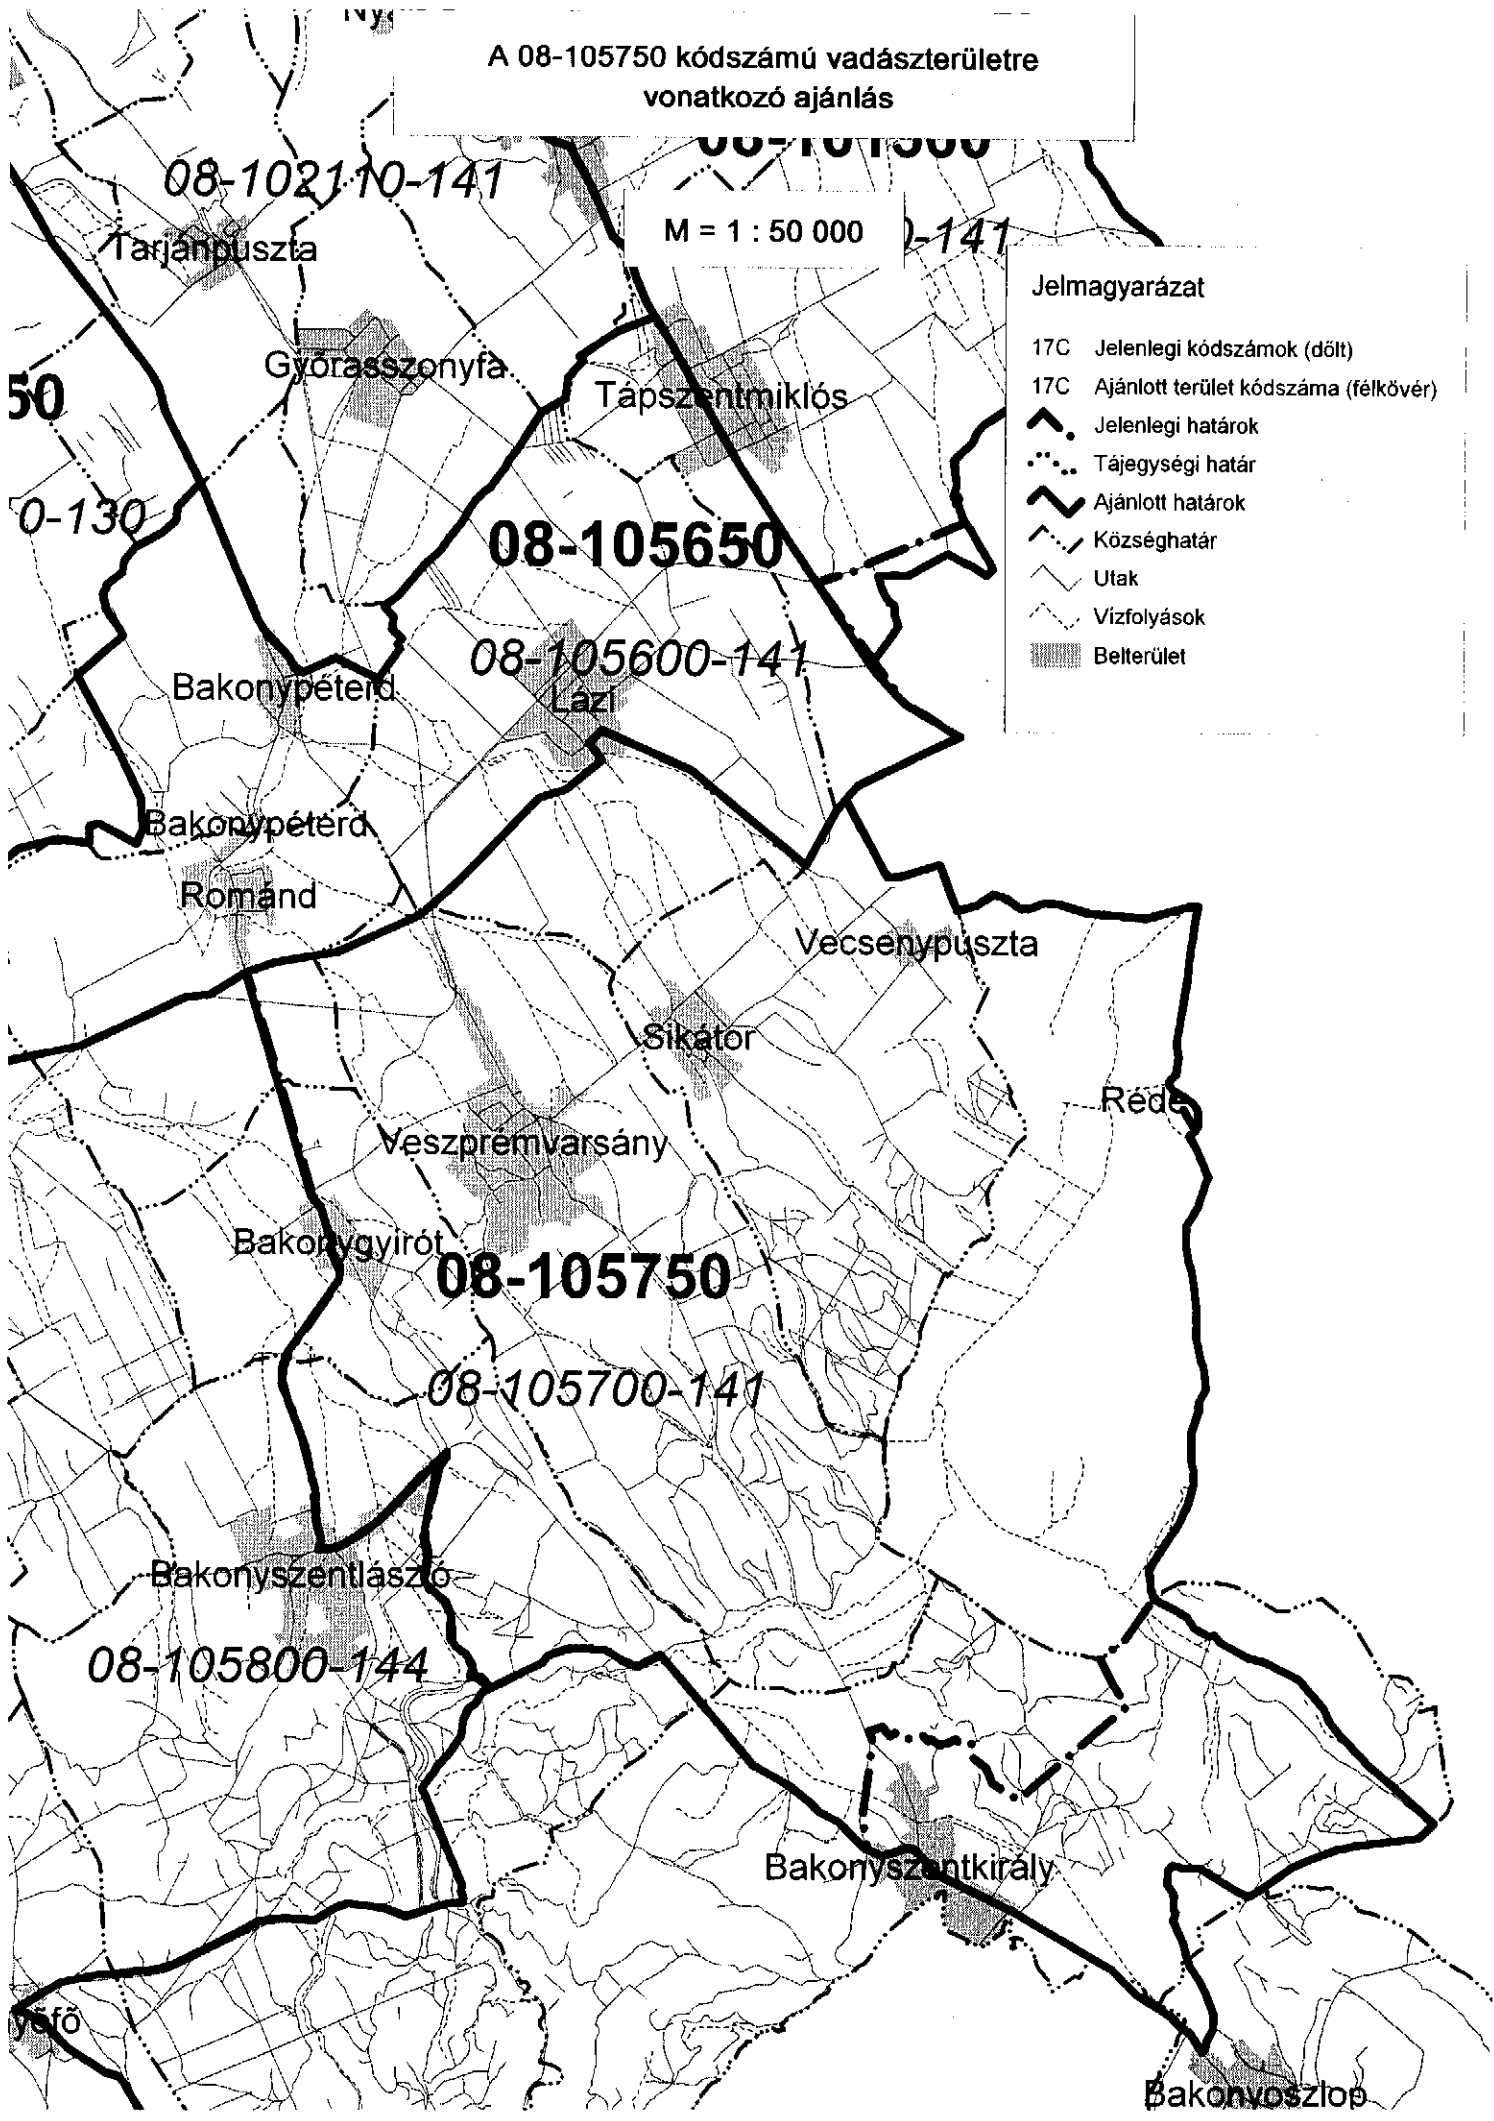 A 08-105750 kódszámú vadászterületre
vonatkozó ajánlás
08-102110-141
M = 1 : 50 000
-141
Tarjánpuszta
Jelmagyarázat
17C Jelenlegi kódszámok (dőlt)
17C Ajánlott terület kódszáma (félkövér)
Jelenlegi határok
Tájegységi határ
Ajánlott határok
Községhatár
Utak
Vízfolyások
Belterület
Győrasszonyfa
Tápszentmiklós
50
0-130
08-105650
08-105600-141
Lázi
Bakonypéterd
Bakonypéterd
Románd
Vecsenypuszta
Sikátor
Réde
Veszprémvarsány
Bakonygyirót
08-105750
08-105700-141
Bakonyszentlászló
08-105800-144
Bakonyszentkirály
Bakonyoszlop